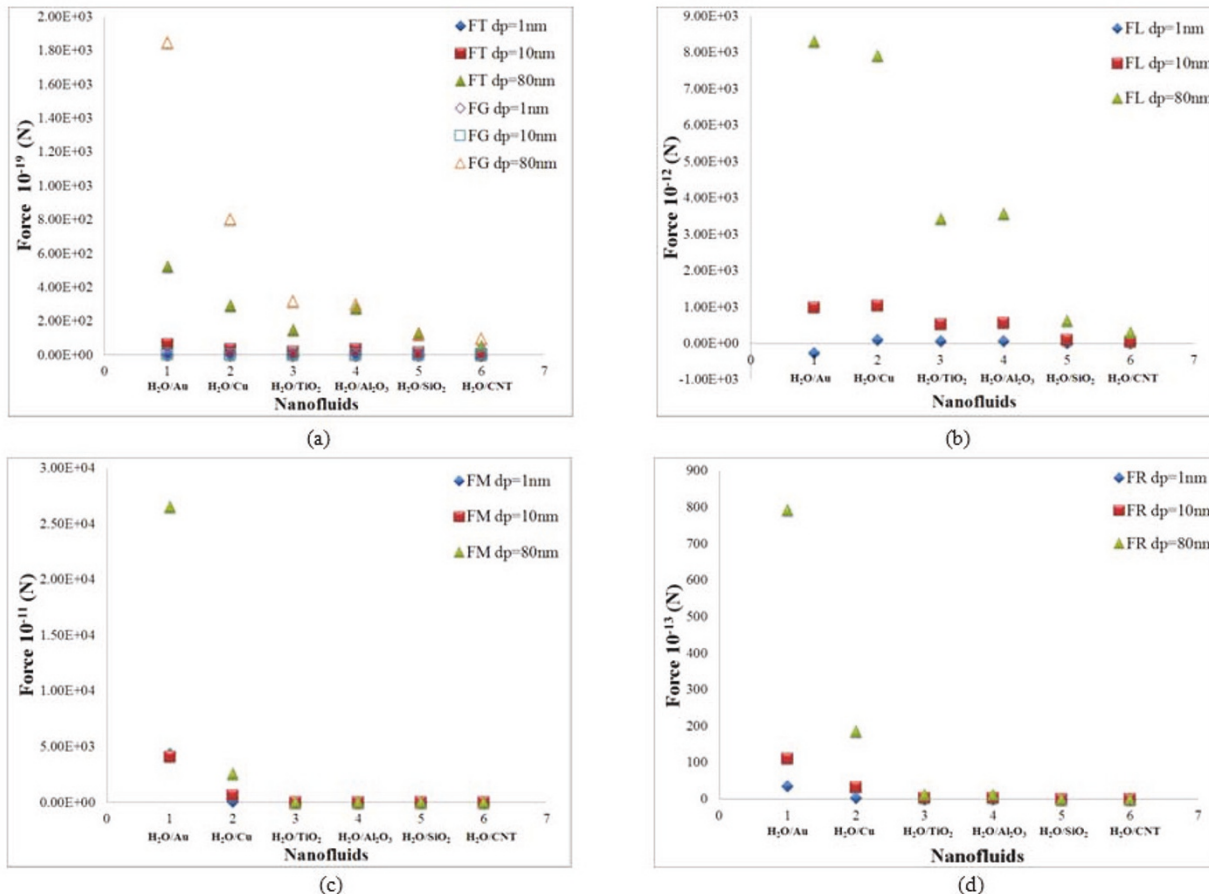 2.00E+03
1.80E+03
1.60E+03
1.40E+03
1.20E+03
1.00E+03
8.00E+02
6.00E+02
4.00E+02
2.00E+02
0.00E+00
Force 10⁻¹⁹ (N)
FT dp=1nm
FT dp=10nm
FT dp=80nm
FG dp=1nm
FG dp=10nm
FG dp=80nm
0 1 2 3 4 5 6 7
H₂O/Au H₂O/Cu H₂O/TiO₂ H₂O/Al₂O₃ H₂O/SiO₂ H₂O/CNT
Nanofluids
(a)
9.00E+03
8.00E+03
7.00E+03
6.00E+03
5.00E+03
4.00E+03
3.00E+03
2.00E+03
1.00E+03
0.00E+00
-1.00E+03
Force 10⁻¹² (N)
FL dp=1nm
FL dp=10nm
FL dp=80nm
0 1 2 3 4 5 6 7
H₂O/Au H₂O/Cu H₂O/TiO₂ H₂O/Al₂O₃ H₂O/SiO₂ H₂O/CNT
Nanofluids
(b)
3.00E+04
2.50E+04
2.00E+04
1.50E+04
1.00E+04
5.00E+03
0.00E+00
Force 10⁻¹¹ (N)
FM dp=1nm
FM dp=10nm
FM dp=80nm
0 1 2 3 4 5 6 7
H₂O/Au H₂O/Cu H₂O/TiO₂ H₂O/Al₂O₃ H₂O/SiO₂ H₂O/CNT
Nanofluids
(c)
900
800
700
600
500
400
300
200
100
0
Force 10⁻¹³ (N)
FR dp=1nm
FR dp=10nm
FR dp=80nm
0 1 2 3 4 5 6 7
H₂O/Au H₂O/Cu H₂O/TiO₂ H₂O/Al₂O₃ H₂O/SiO₂ H₂O/CNT
Nanofluids
(d)